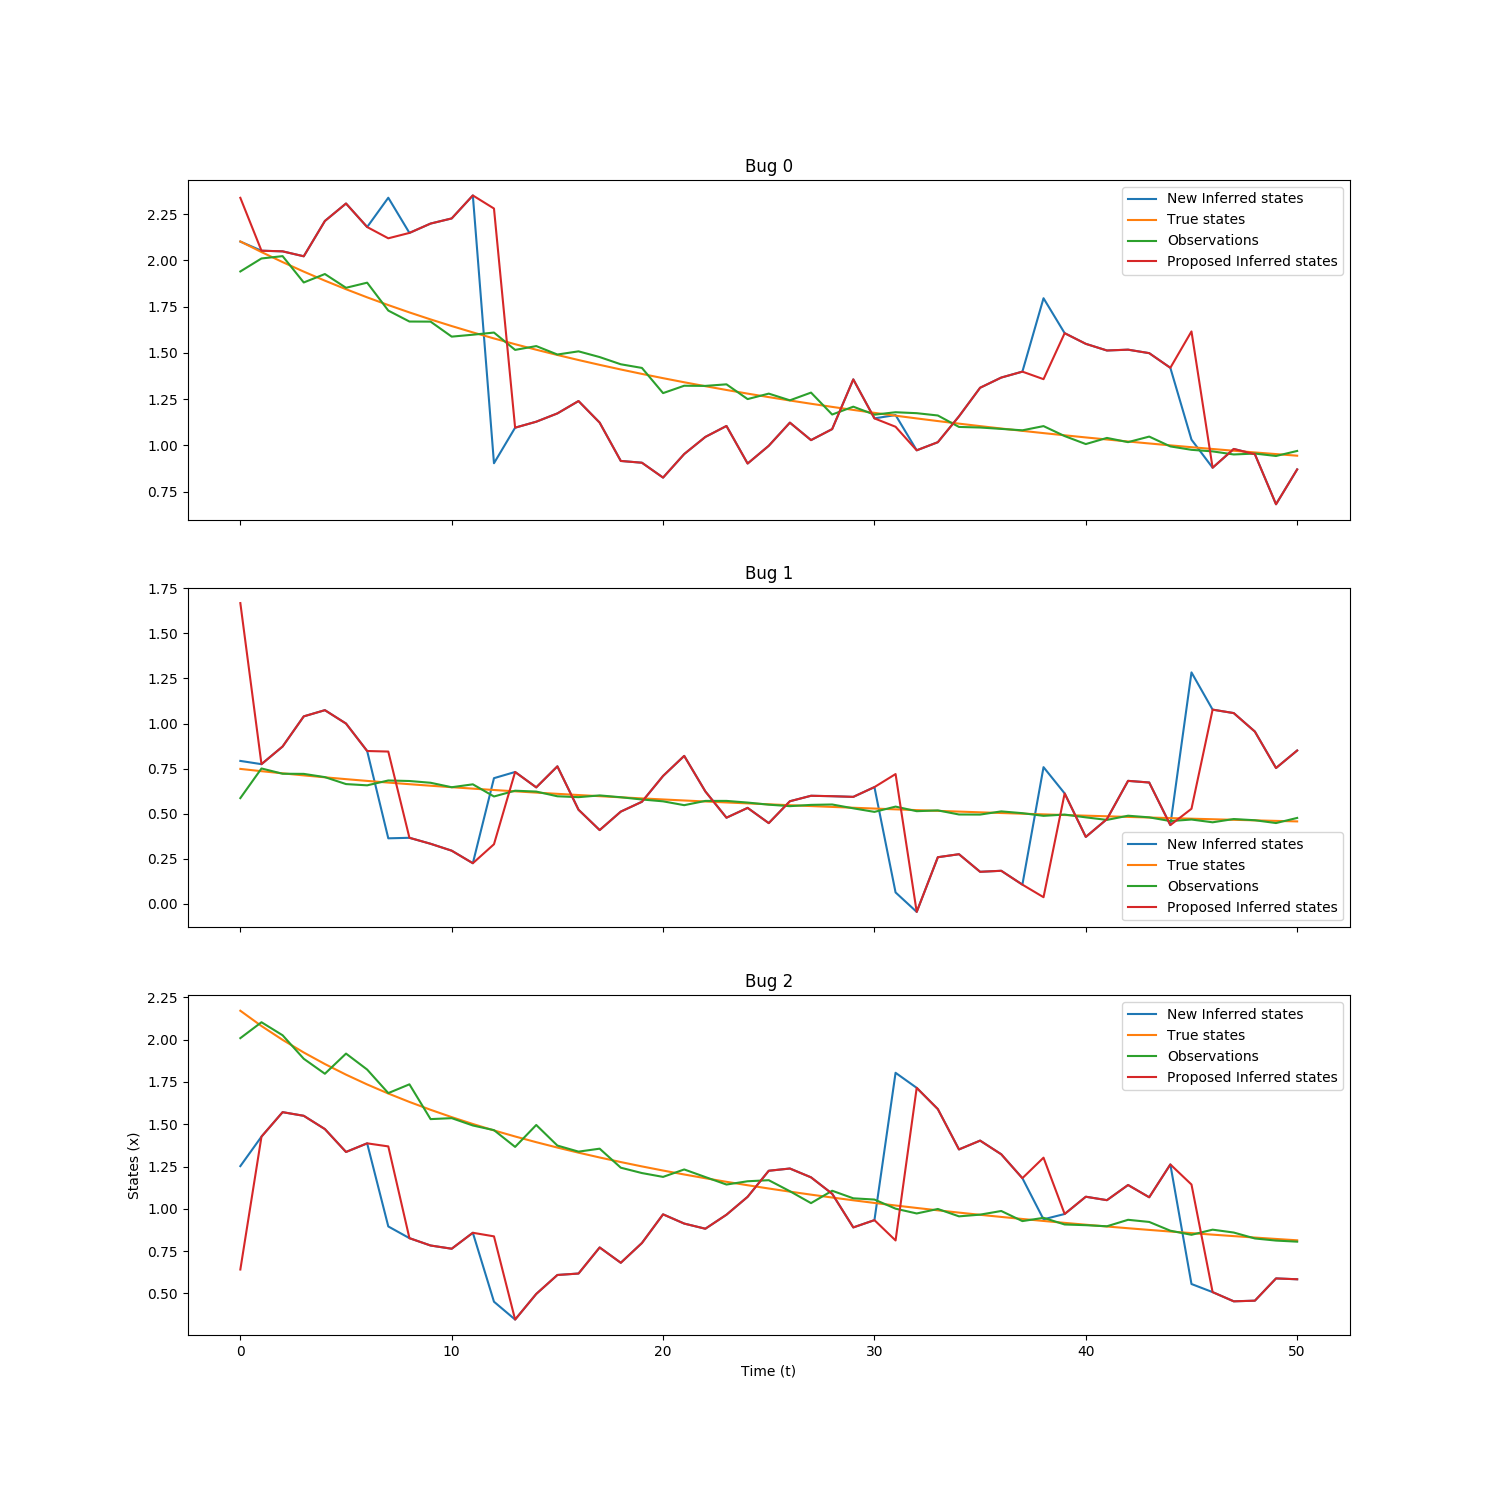 Bug 0
2.25
2.00
1.75
1.50
1.25
1.00
0.75
New Inferred states
True states
Observations
Proposed Inferred states
Bug 1
1.75
1.50
1.25
1.00
0.75
0.50
0.25
0.00
New Inferred states
True states
Observations
Proposed Inferred states
Bug 2
2.25
2.00
1.75
1.50
1.25
1.00
0.75
0.50
States (x)
New Inferred states
True states
Observations
Proposed Inferred states
0 10 20 30 40 50
Time (t)